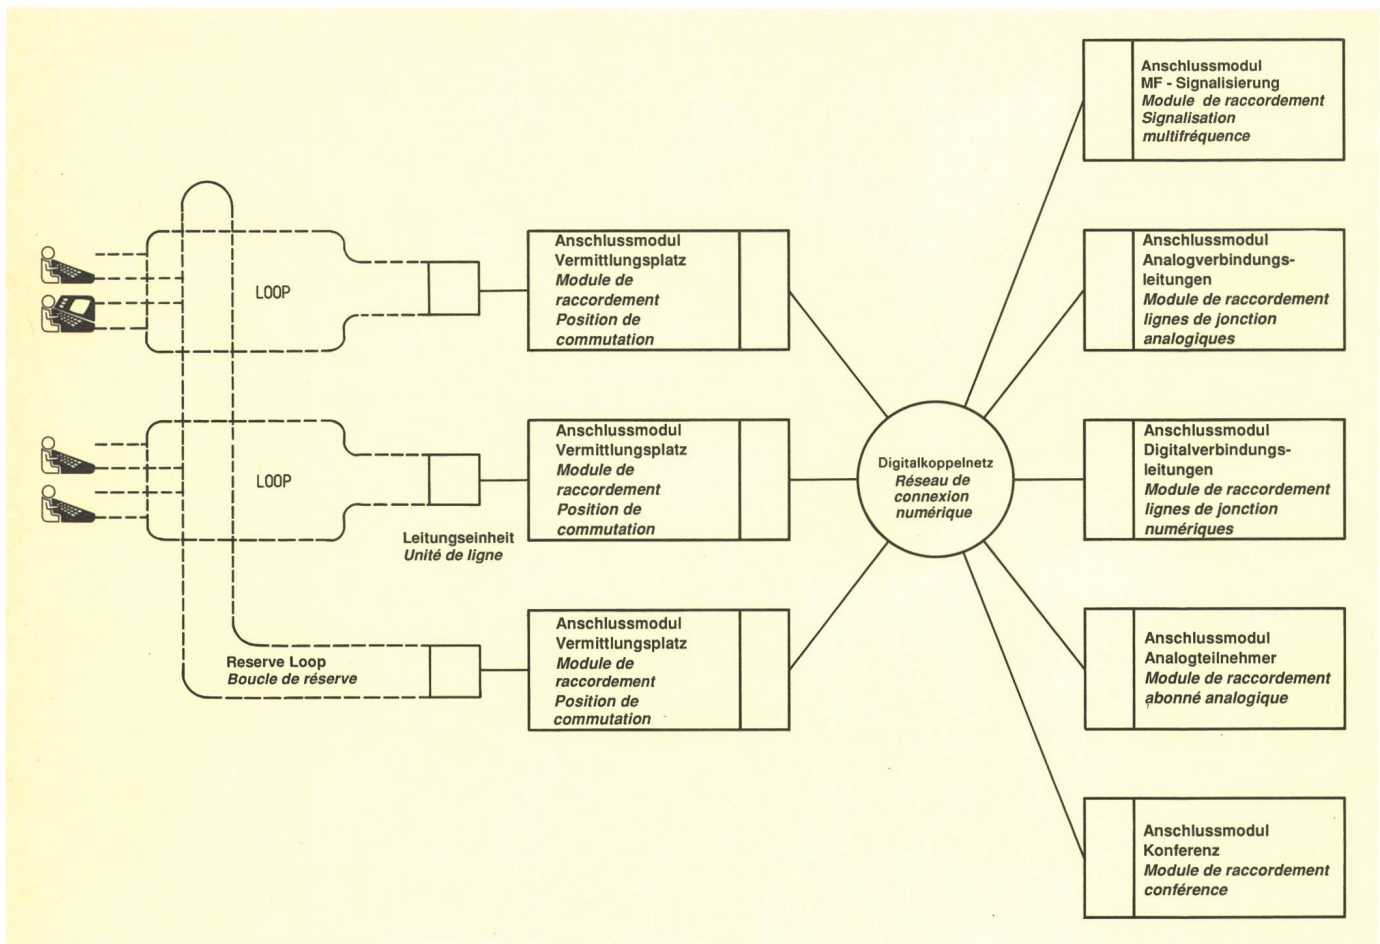 Anschlussmodul
MF - Signalisierung
Module de raccordement
Signalisation
multifréquence
LOOP
Anschlussmodul
Vermittlungsplatz
Module de
raccordement
Position de
commutation
Anschlussmodul
Analogverbindungs-
leitungen
Module de raccordement
lignes de jonction
analogiques
LOOP
Leitungseinheit
Unité de ligne
Anschlussmodul
Vermittlungsplatz
Module de
raccordement
Position de
commutation
Digitalkoppelnetz
Réseau de
connexion
numérique
Anschlussmodul
Digitalverbindungs-
leitungen
Module de raccordement
lignes de jonction
numériques
Reserve Loop
Boucle de réserve
Anschlussmodul
Vermittlungsplatz
Module de
raccordement
Position de
commutation
Anschlussmodul
Analogteilnehmer
Module de raccordement
abonné analogique
Anschlussmodul
Konferenz
Module de raccordement
conférence